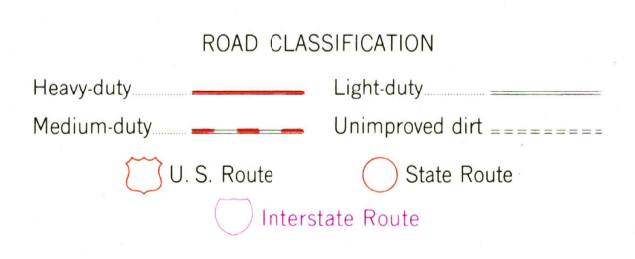 ROAD CLASSIFICATION
Heavy-duty Light-duty
Medium-duty Unimproved dirt
U. S. Route State Route
Interstate Route